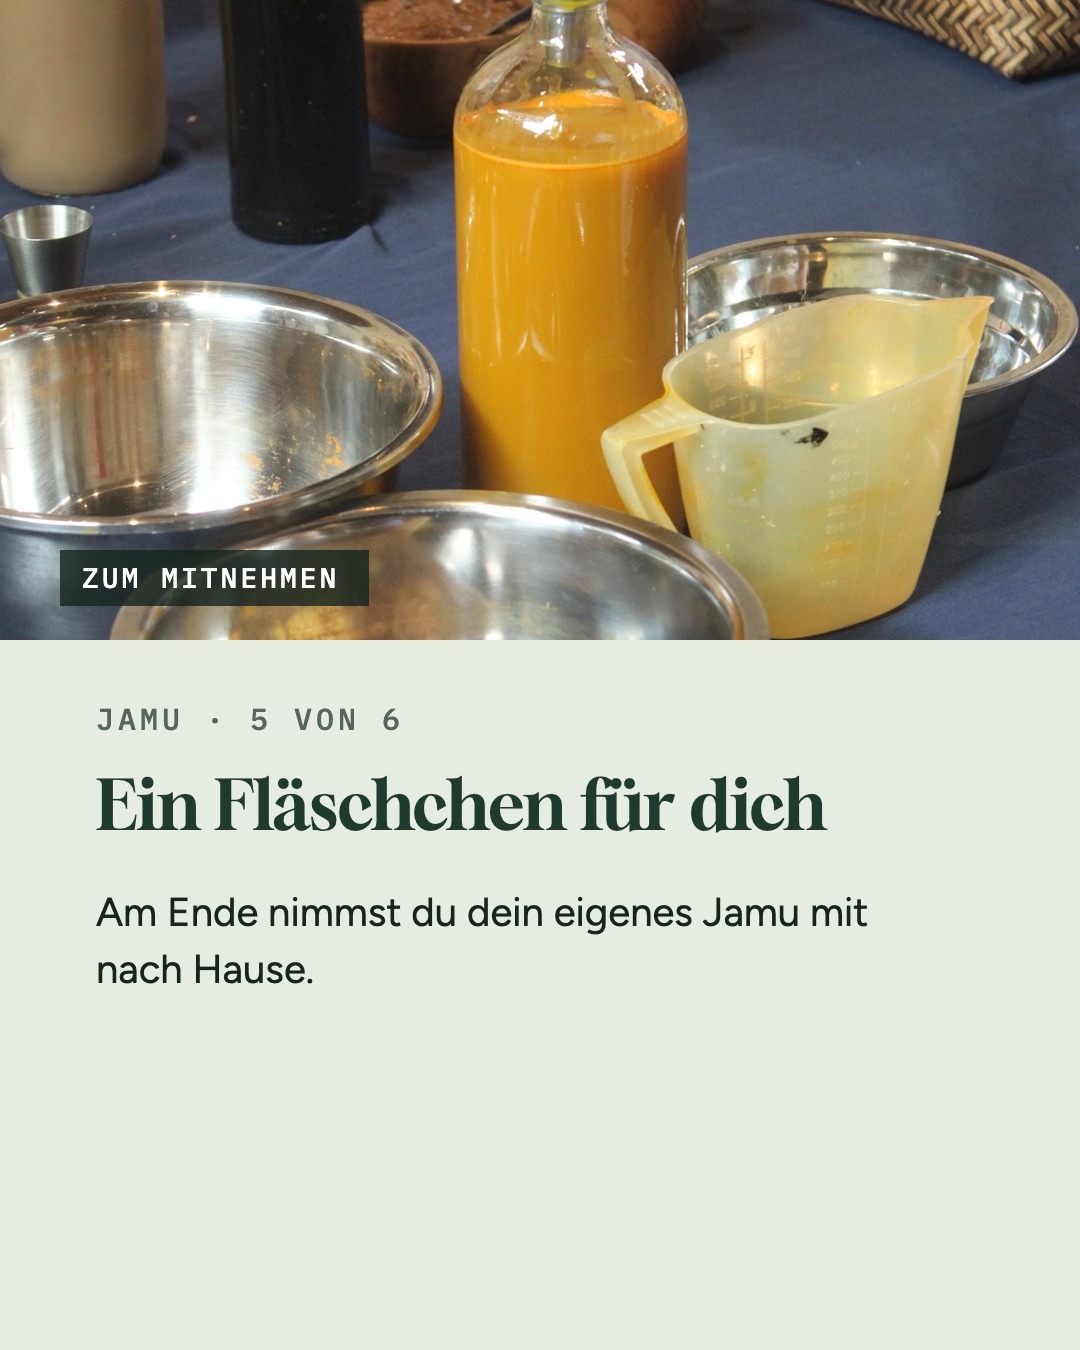 ZUM MITNEHMEN
JAMU · 5 VON 6
Ein Fläschchen für dich
Am Ende nimmst du dein eigenes Jamu mit
nach Hause.